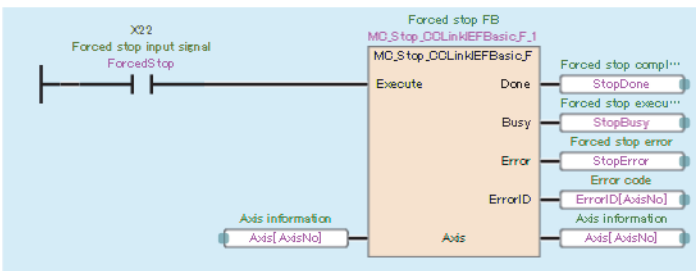 Forced stop FB
X22
MC_Stop_CCLinkIEFBasic_F_1
Forced stop input signal
MC_Stop_CCLinkIEFBasic_F
ForcedStop
Forced stop compl…
Execute
Done
StopDone
Forced stop execu…
Busy
StopBusy
Forced stop error
Error
StopError
Error code
ErrorID
ErrorID[AxisNo]
Axis information
Axis information
Axis[AxisNo]
Axis
Axis[AxisNo]